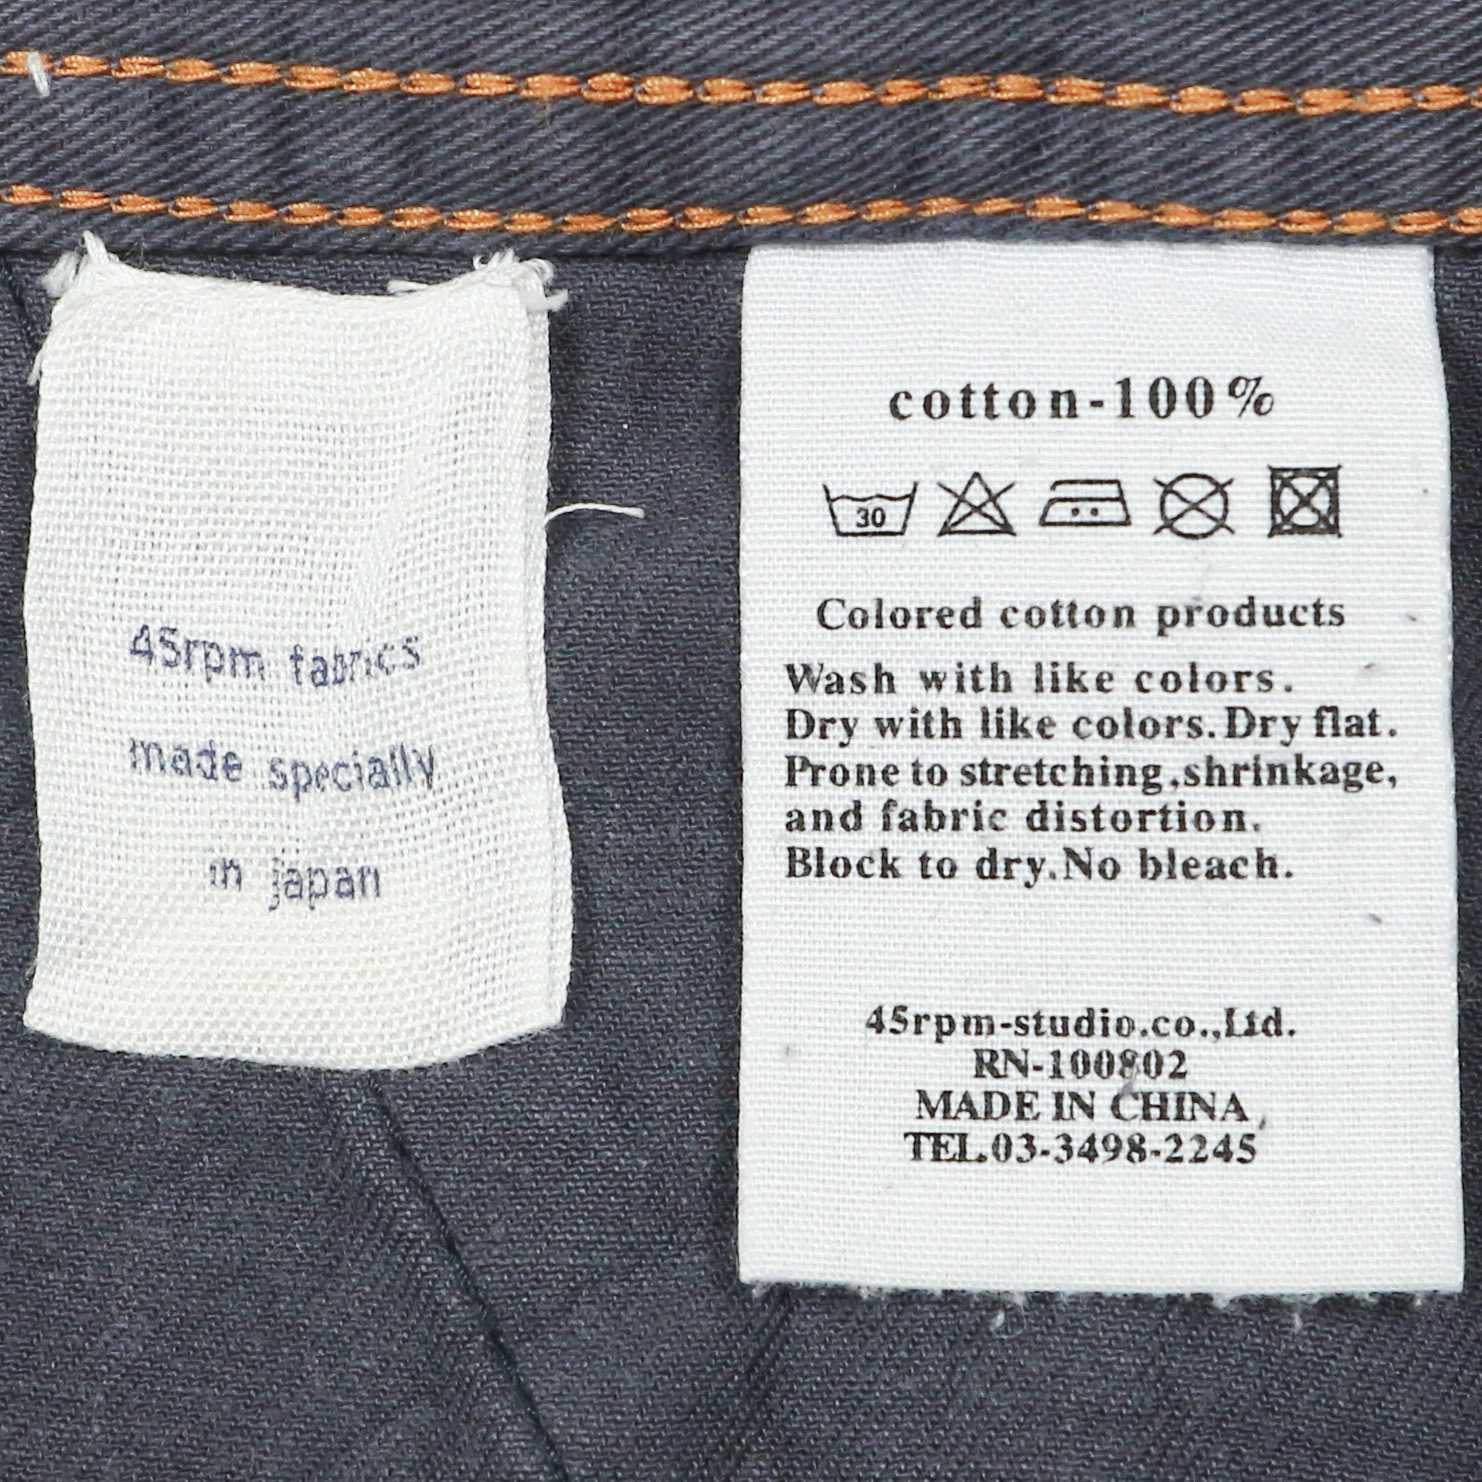 45rpm fabrics
made specially
in japan
cotton-100%
30
Colored cotton products
Wash with like colors.
Dry with like colors.Dry flat.
Prone to stretching,shrinkage,
and fabric distortion.
Block to dry.No bleach.
45rpm-studio.co.,Ltd.
RN-100802
MADE IN CHINA
TEL.03-3498-2245